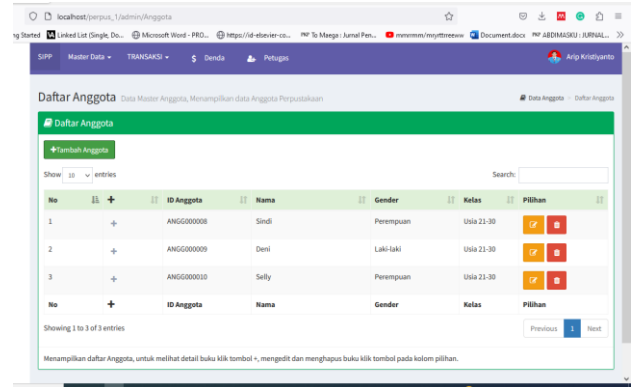 localhost/perpus_1/admin/Anggota
ng Started Linked List (Single, Do... Microsoft Word - PRO... https://id-elsevier-co... To Maega : Jurnal Pen... mmmmm/mnyttreeww Document.docx ABDIMASKU : JURNAL...
SIPP Master Data TRANSAKSI $ Denda Petugas Arip Kristiyanto
Daftar Anggota Data Master Anggota, Menampilkan data Anggota Perpustakaan Data Anggota > Daftar Anggota
Daftar Anggota
+Tambah Anggota
Show 10 entries Search:
No + ID Anggota Nama Gender Kelas Pilihan
1 + ANGG000008 Sindi Perempuan Usia 21-30
2 + ANGG000009 Deni Laki-laki Usia 21-30
3 + ANGG000010 Selly Perempuan Usia 21-30
No + ID Anggota Nama Gender Kelas Pilihan
Showing 1 to 3 of 3 entries Previous 1 Next
Menampilkan daftar Anggota, untuk melihat detail buku klik tombol +, mengedit dan menghapus buku klik tombol pada kolom pilihan.